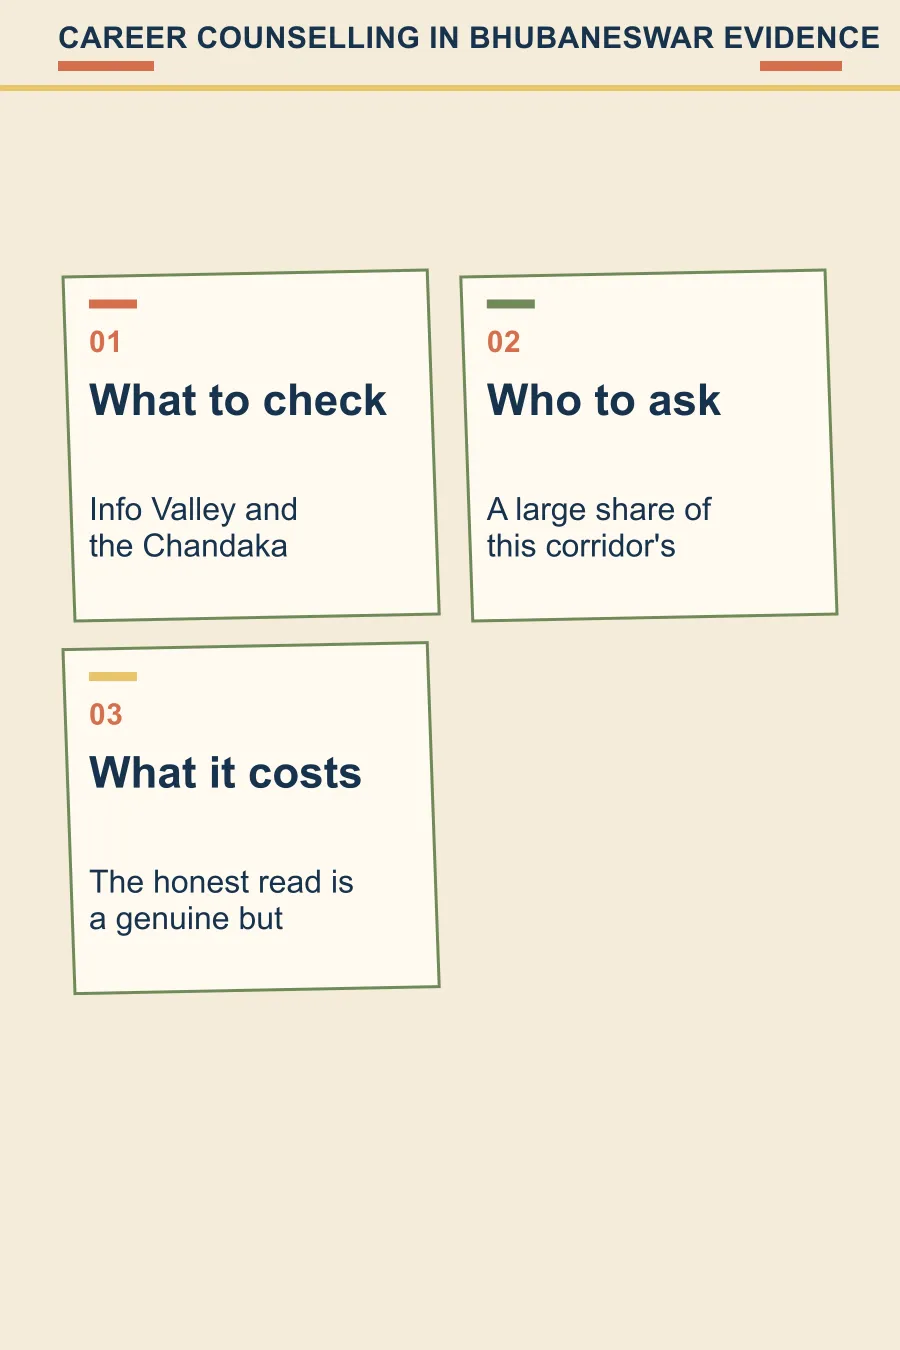 CAREER COUNSELLING IN BHUBANESWAR EVIDENCE
01
What to check
Info Valley and
the Chandaka
02
Who to ask
A large share of
this corridor's
03
What it costs
The honest read is
a genuine but